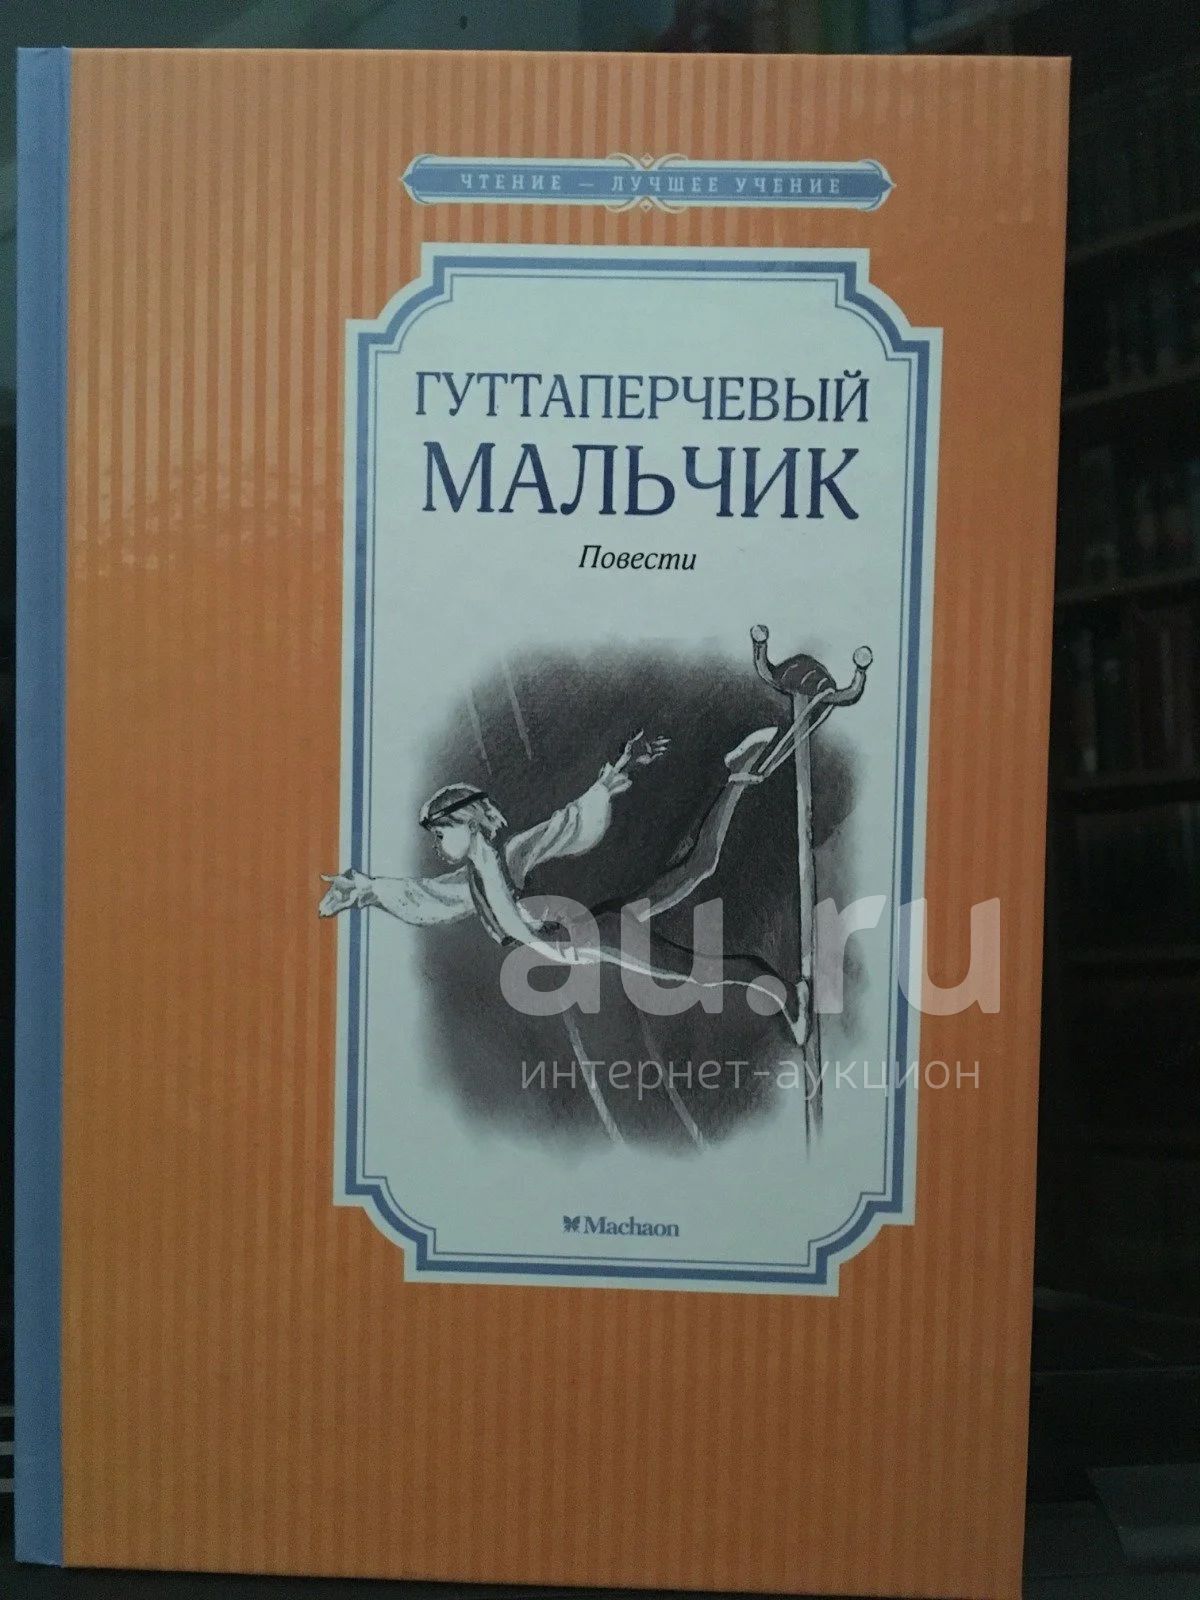 ЧТЕНИЕ – ЛУЧШЕЕ УЧЕНИЕ
ГУТТАПЕРЧЕВЫЙ
МАЛЬЧИК
Повести
au.ru
интернет-аукцион
Machaon